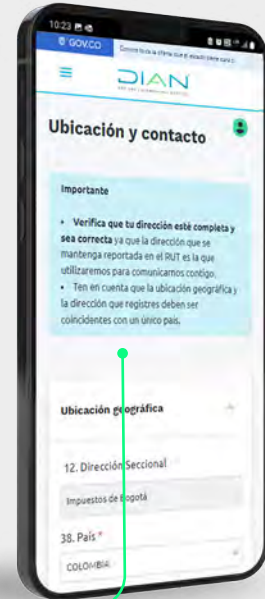 10:23
GOV.CO
DIAN
Ubicación y contacto
Importante
• Verifica que tu dirección esté completa y
sea correcta ya que la dirección que se
mantenga reportada en el RUT es la que
utilizaremos para comunicarnos contigo.
• Ten en cuenta que la ubicación geográfica y
la dirección que registres deben ser
coincidentes con un único país.
Ubicación geográfica
12. Dirección Seccional
Impuestos de Bogotá
38. País *
COLOMBIA